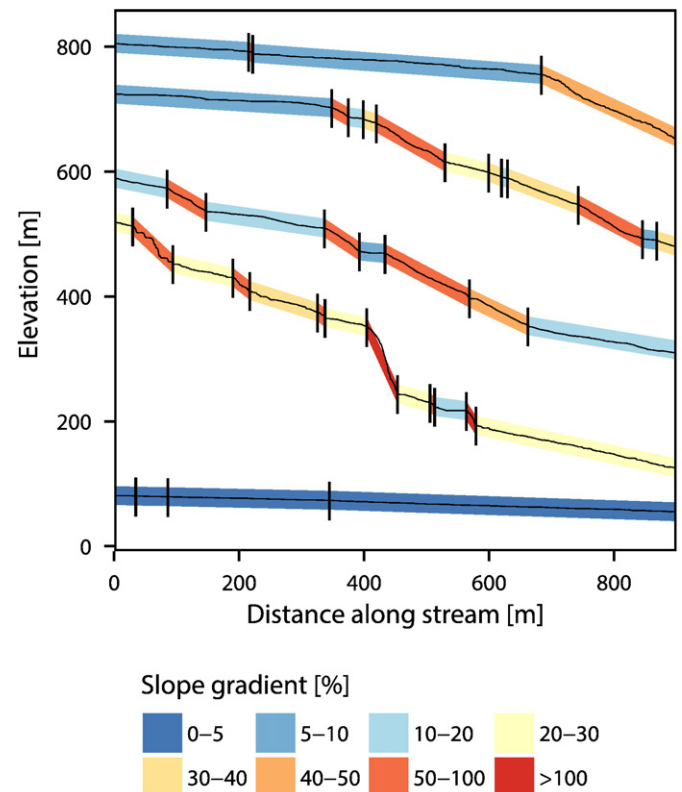 800
600
400
200
0
Elevation [m]
0 200 400 600 800
Distance along stream [m]
Slope gradient [%]
0–5 5–10 10–20 20–30
30–40 40–50 50–100 >100